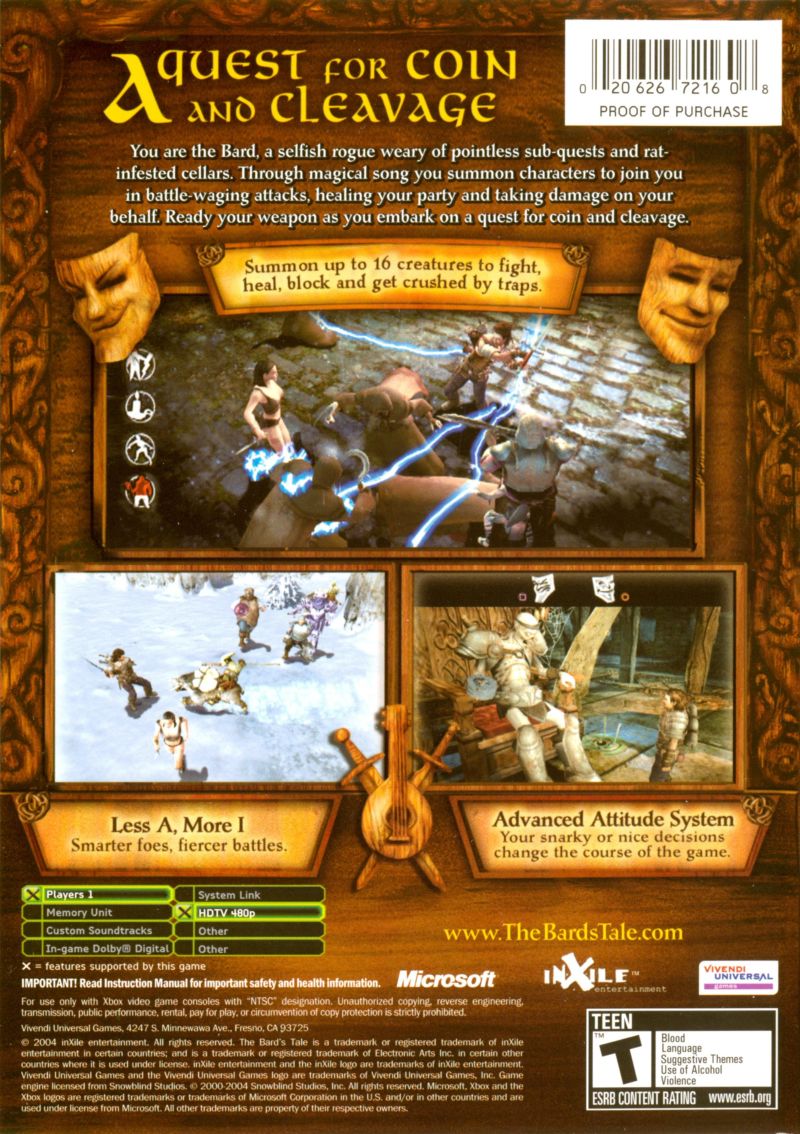 A QUEST FOR COIN
AND CLEAVAGE
0 20626 72160 8
PROOF OF PURCHASE
You are the Bard, a selfish rogue weary of pointless sub-quests and rat-
infested cellars. Through magical song you summon characters to join you
in battle-waging attacks, healing your party and taking damage on your
behalf. Ready your weapon as you embark on a quest for coin and cleavage.
Summon up to 16 creatures to fight,
heal, block and get crushed by traps.
Less A, More I
Smarter foes, fiercer battles.
Advanced Attitude System
Your snarky or nice decisions
change the course of the game.
X Players 1
System Link
Memory Unit
X HDTV 480p
Custom Soundtracks
Other
In-game Dolby® Digital
Other
X = features supported by this game
www.TheBardsTale.com
IMPORTANT! Read Instruction Manual for important safety and health information.
Microsoft
INXILE™
entertainment
VIVENDI
UNIVERSAL
games
For use only with Xbox video game consoles with "NTSC" designation. Unauthorized copying, reverse engineering,
transmission, public performance, rental, pay for play, or circumvention of copy protection is strictly prohibited.
Vivendi Universal Games, 4247 S. Minnewawa Ave., Fresno, CA 93725
© 2004 inXile entertainment. All rights reserved. The Bard's Tale is a trademark or registered trademark of inXile
entertainment in certain countries; and is a trademark or registered trademark of Electronic Arts Inc. in certain other
countries where it is used under license. inXile entertainment and the inXile logo are trademarks of inXile entertainment.
Vivendi Universal Games and the Vivendi Universal Games logo are trademarks of Vivendi Universal Games, Inc. Game
engine licensed from Snowblind Studios. © 2000-2004 Snowblind Studios, Inc. All rights reserved. Microsoft, Xbox and the
Xbox logos are registered trademarks or trademarks of Microsoft Corporation in the U.S. and/or in other countries and are
used under license from Microsoft. All other trademarks are property of their respective owners.
TEEN
T™
Blood
Language
Suggestive Themes
Use of Alcohol
Violence
ESRB CONTENT RATING www.esrb.org